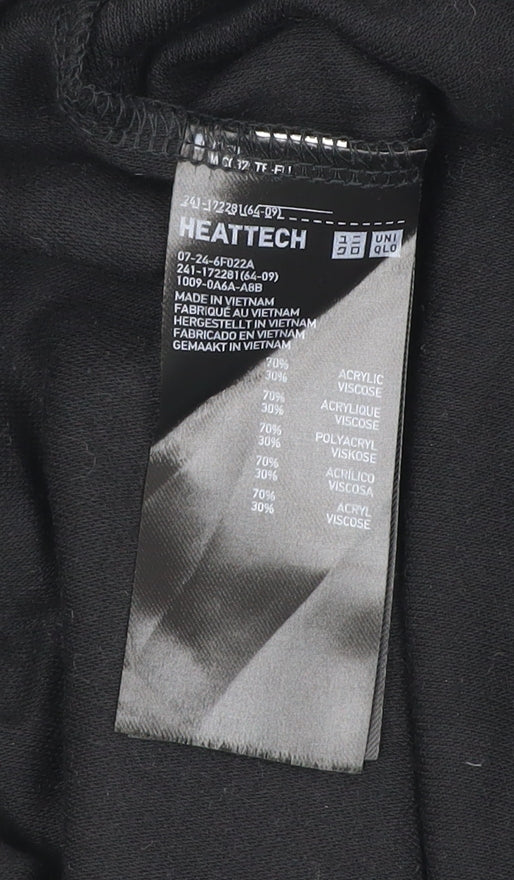 241-172281(64-09)
HEATTECH
ユニ
クロ
UNI
QLO
07-24-6F022A
241-172281(64-09)
1009-0A6A-A8B
MADE IN VIETNAM
FABRIQUÉ AU VIETNAM
HERGESTELLT IN VIETNAM
FABRICADO EN VIETNAM
GEMAAKT IN VIETNAM
70% ACRYLIC
30% VISCOSE
70% ACRYLIQUE
30% VISCOSE
70% POLYACRYL
30% VISKOSE
70% ACRÍLICO
30% VISCOSA
70% ACRYL
30% VISCOSE